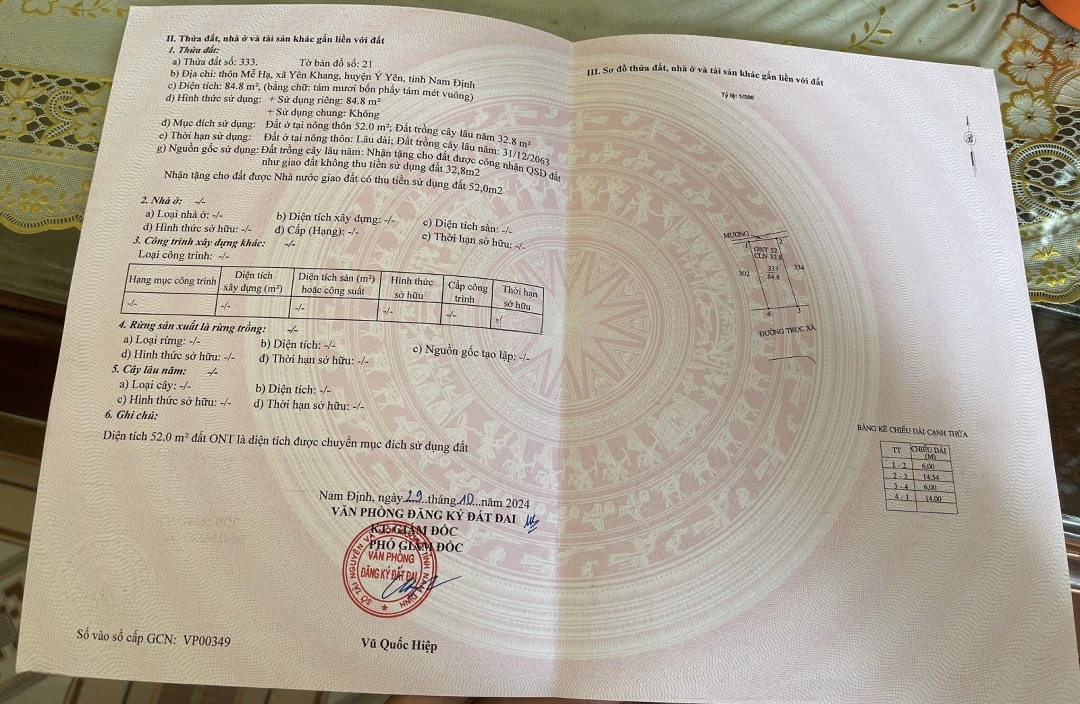 II. Thửa đất, nhà ở và tài sản khác gắn liền với đất
1. Thửa đất:
a) Thửa đất số: 333. Tờ bản đồ số: 21
b) Địa chỉ: thôn Mễ Hạ, xã Yên Khang, huyện Ý Yên, tỉnh Nam Định
c) Diện tích: 84.8 m², (bằng chữ: tám mươi bốn phẩy tám mét vuông)
d) Hình thức sử dụng: + Sử dụng riêng: 84.8 m²
+ Sử dụng chung: Không
đ) Mục đích sử dụng: Đất ở tại nông thôn 52.0 m²; Đất trồng cây lâu năm 32.8 m²
e) Thời hạn sử dụng: Đất ở tại nông thôn: Lâu dài; Đất trồng cây lâu năm: 31/12/2063
g) Nguồn gốc sử dụng: Đất trồng cây lâu năm: Nhận tặng cho đất được công nhận QSD đất
như giao đất không thu tiền sử dụng đất 32,8m2
Nhận tặng cho đất được Nhà nước giao đất có thu tiền sử dụng đất 52,0m2
2. Nhà ở: -/-
a) Loại nhà ở: -/- b) Diện tích xây dựng: -/- c) Diện tích sàn: -/-
d) Hình thức sở hữu: -/- đ) Cấp (Hạng): -/- e) Thời hạn sở hữu: -/-
3. Công trình xây dựng khác: -/-
Loại công trình: -/-
Hạng mục công trình Diện tích xây dựng (m²) Diện tích sàn (m²) hoặc công suất Hình thức sở hữu Cấp công trình Thời hạn sở hữu
-/- -/- -/- -/- -/- -/-
4. Rừng sản xuất là rừng trồng: -/-
a) Loại rừng: -/- b) Diện tích: -/- c) Nguồn gốc tạo lập: -/-
d) Hình thức sở hữu: -/- đ) Thời hạn sở hữu: -/-
5. Cây lâu năm: -/-
a) Loại cây: -/- b) Diện tích: -/-
c) Hình thức sở hữu: -/- d) Thời hạn sở hữu: -/-
6. Ghi chú:
Diện tích 52.0 m² đất ONT là diện tích được chuyển mục đích sử dụng đất
Nam Định, ngày 29 tháng 10 năm 2024
VĂN PHÒNG ĐĂNG KÝ ĐẤT ĐAI
KT. GIÁM ĐỐC
PHÓ GIÁM ĐỐC
SỞ TÀI NGUYÊN VÀ MÔI TRƯỜNG TỈNH NAM ĐỊNH
VĂN PHÒNG
ĐĂNG KÝ ĐẤT ĐAI
Vũ Quốc Hiệp
Số vào sổ cấp GCN: VP00349
III. Sơ đồ thửa đất, nhà ở và tài sản khác gắn liền với đất
Tỷ lệ: 1/500
MƯƠNG
1 2
ONT 52
CLN 32.8
302 333 334
84.8
4 3
ĐƯỜNG TRỤC XÃ
BẢNG KÊ CHIỀU DÀI CẠNH THỬA
TT CHIỀU DÀI (M)
1 - 2 6.00
2 - 3 14.34
3 - 4 6.00
4 - 1 14.00